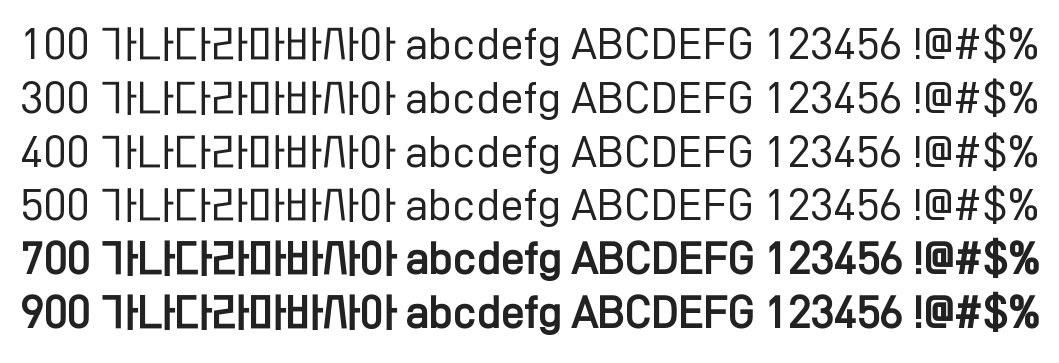 100 가나다라마바사아 abcdefg ABCDEFG 123456 !@#$%
300 가나다라마바사아 abcdefg ABCDEFG 123456 !@#$%
400 가나다라마바사아 abcdefg ABCDEFG 123456 !@#$%
500 가나다라마바사아 abcdefg ABCDEFG 123456 !@#$%
700 가나다라마바사아 abcdefg ABCDEFG 123456 !@#$%
900 가나다라마바사아 abcdefg ABCDEFG 123456 !@#$%